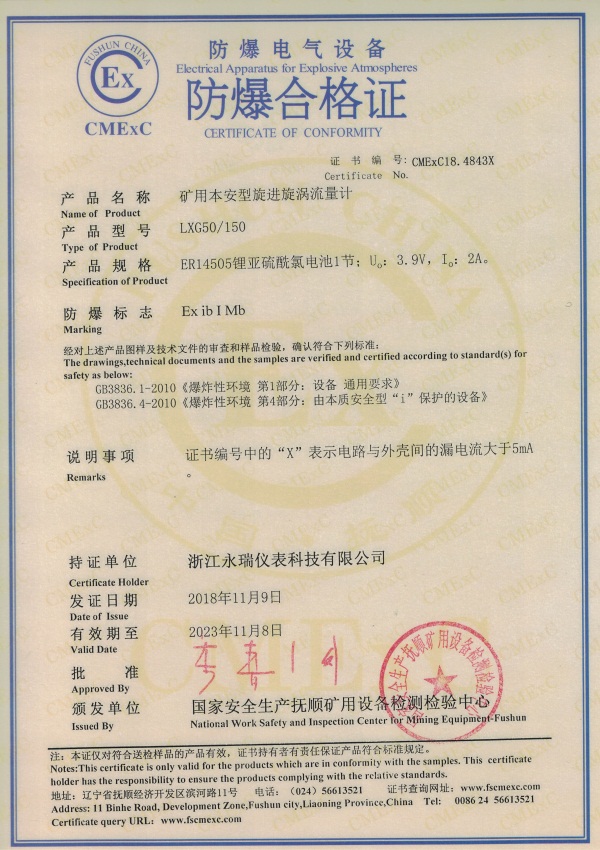 FUSHUN CHINA
Ex
CMExC
防爆电气设备
Electrical Apparatus for Explosive Atmospheres
防爆合格证
CERTIFICATE OF CONFORMITY
证 书 编 号: CMExC18.4843X
Certificate No.
产品名称 矿用本安型旋进旋涡流量计
Name of Product
产品型号 LXG50/150
Type of Product
产品规格 ER14505锂亚硫酰氯电池1节; U₀: 3.9V, I₀: 2A。
Specification of Product
防爆标志 Ex ib I Mb
Marking
经对上述产品图样及技术文件的审查和样品检验，确认符合下列标准:
The drawings,technical documents and the samples are verified and certified according to standard(s) for
safety as below:
GB3836.1-2010《爆炸性环境 第1部分: 设备 通用要求》
GB3836.4-2010《爆炸性环境 第4部分: 由本质安全型“i”保护的设备》
说明事项 证书编号中的“X”表示电路与外壳间的漏电流大于5mA
Remarks 。
持证单位 浙江永瑞仪表科技有限公司
Certificate Holder
发证日期 2018年11月9日
Date of Issue
有效期至 2023年11月8日
Valid Date
批 准
Approved By
颁发单位 国家安全生产抚顺矿用设备检测检验中心
Issued By National Work Safety and Inspection Center for Mining Equipment-Fushun
注: 本证仅对符合送检样品的产品有效，证书持有者有责任保证产品符合标准规定。
Notes:This certificate is only valid for the products which are in conformity with the samples. This certificate
holder has the responsibility to ensure the products complying with the relative standards.
地址: 辽宁省抚顺经济开发区滨河路11号 电话: (024) 56613521 证书查询网址: www.fscmexc.com
Address: 11 Binhe Road, Development Zone,Fushun city,Liaoning Province,China Tel: 0086 24 56613521
Certificate query URL: www.fscmexc.com